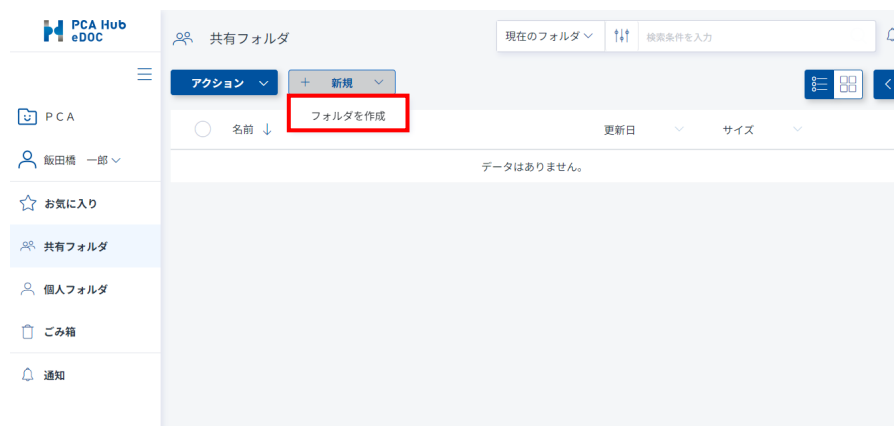 PCA Hub
eDOC
共有フォルダ
現在のフォルダ
検索条件を入力
アクション
+ 新規
フォルダを作成
名前 ↓
更新日
サイズ
データはありません。
PCA
飯田橋 一郎
お気に入り
共有フォルダ
個人フォルダ
ごみ箱
通知